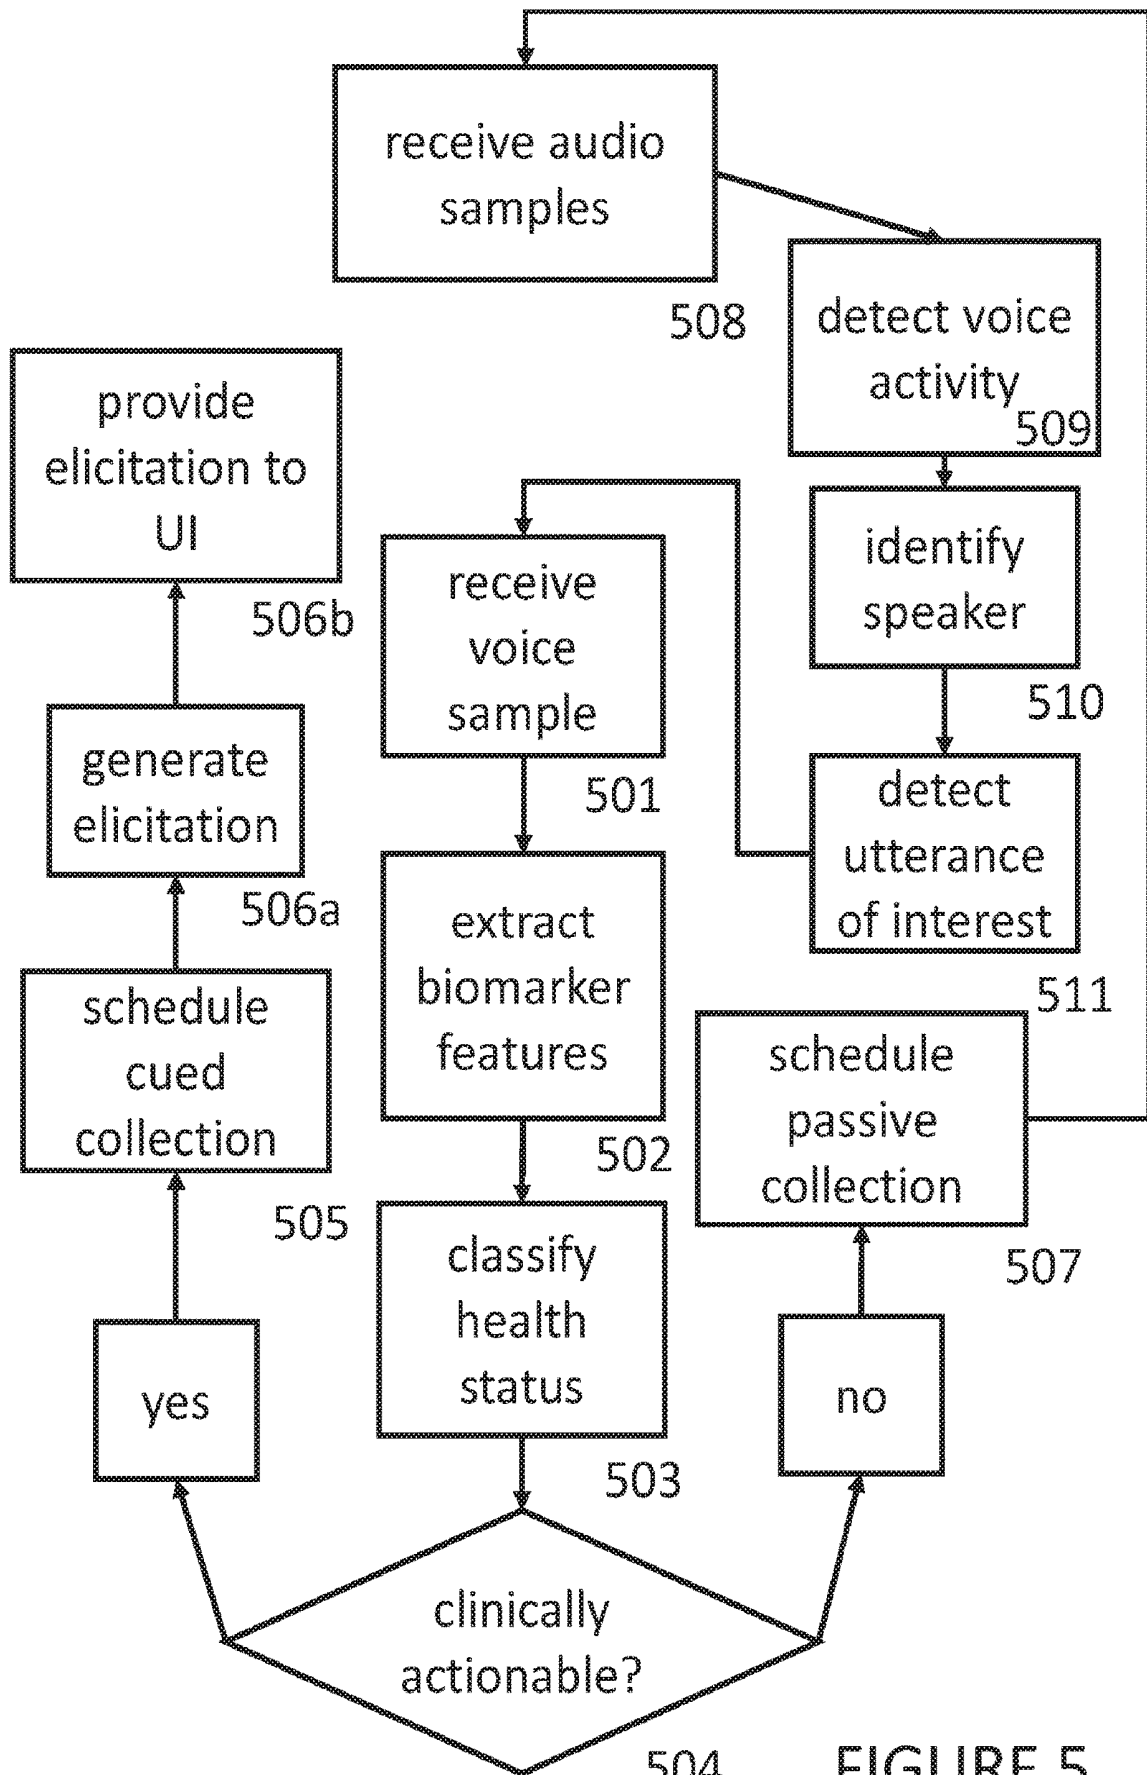 receive audio
samples
508
detect voice
activity
509
provide
elicitation to
UI
506b
identify
speaker
510
receive
voice
sample
501
generate
elicitation
506a
detect
utterance
of interest
511
extract
biomarker
features
502
schedule
cued
collection
505
schedule
passive
collection
507
classify
health
status
503
yes
no
clinically
actionable?
504
FIGURE 5